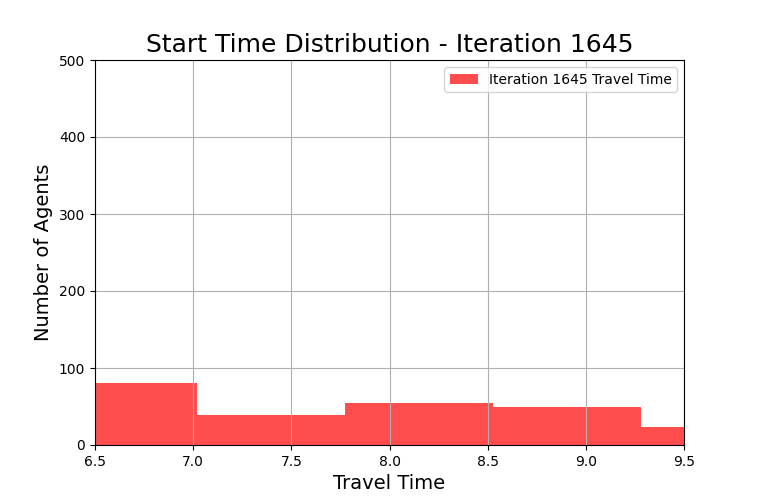 Start Time Distribution - Iteration 1645
500
400
300
200
100
0
Number of Agents
Iteration 1645 Travel Time
6.5 7.0 7.5 8.0 8.5 9.0 9.5
Travel Time